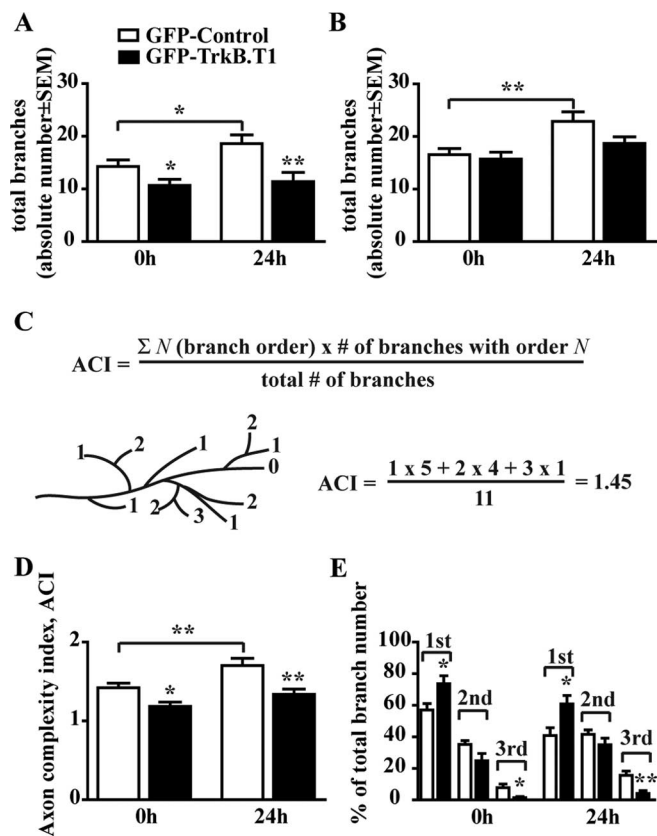 A
GFP-Control
GFP-TrkB.T1
total branches
(absolute number±SEM)
30
20
10
0
*
*
**
0h
24h
B
total branches
(absolute number±SEM)
30
20
10
0
**
0h
24h
C
ACI = Σ N (branch order) x # of branches with order N
total # of branches
1
2
1
2
1
0
1
2
3
1
2
ACI = 1 x 5 + 2 x 4 + 3 x 1 = 1.45
11
D
Axon complexity index, ACI
2
1
0
**
*
**
0h
24h
E
% of total branch number
100
80
60
40
20
0
1st
*
2nd
3rd
*
1st
*
2nd
3rd
**
0h
24h